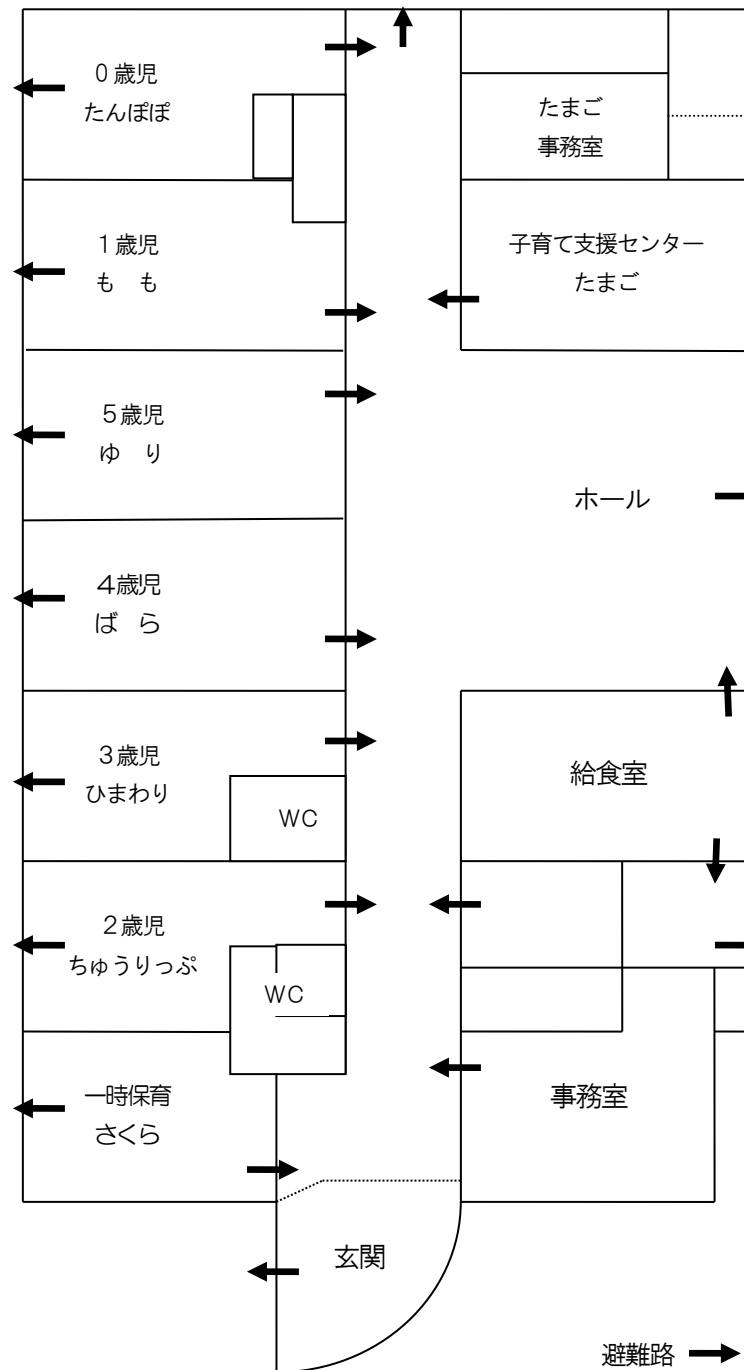 ０歳児
たんぽぽ
たまご
事務室
１歳児
も　も
子育て支援センター
たまご
５歳児
ゆ　り
ホール
４歳児
ば　ら
３歳児
ひまわり
WC
給食室
２歳児
ちゅうりっぷ
WC
一時保育
さくら
事務室
玄関
避難路